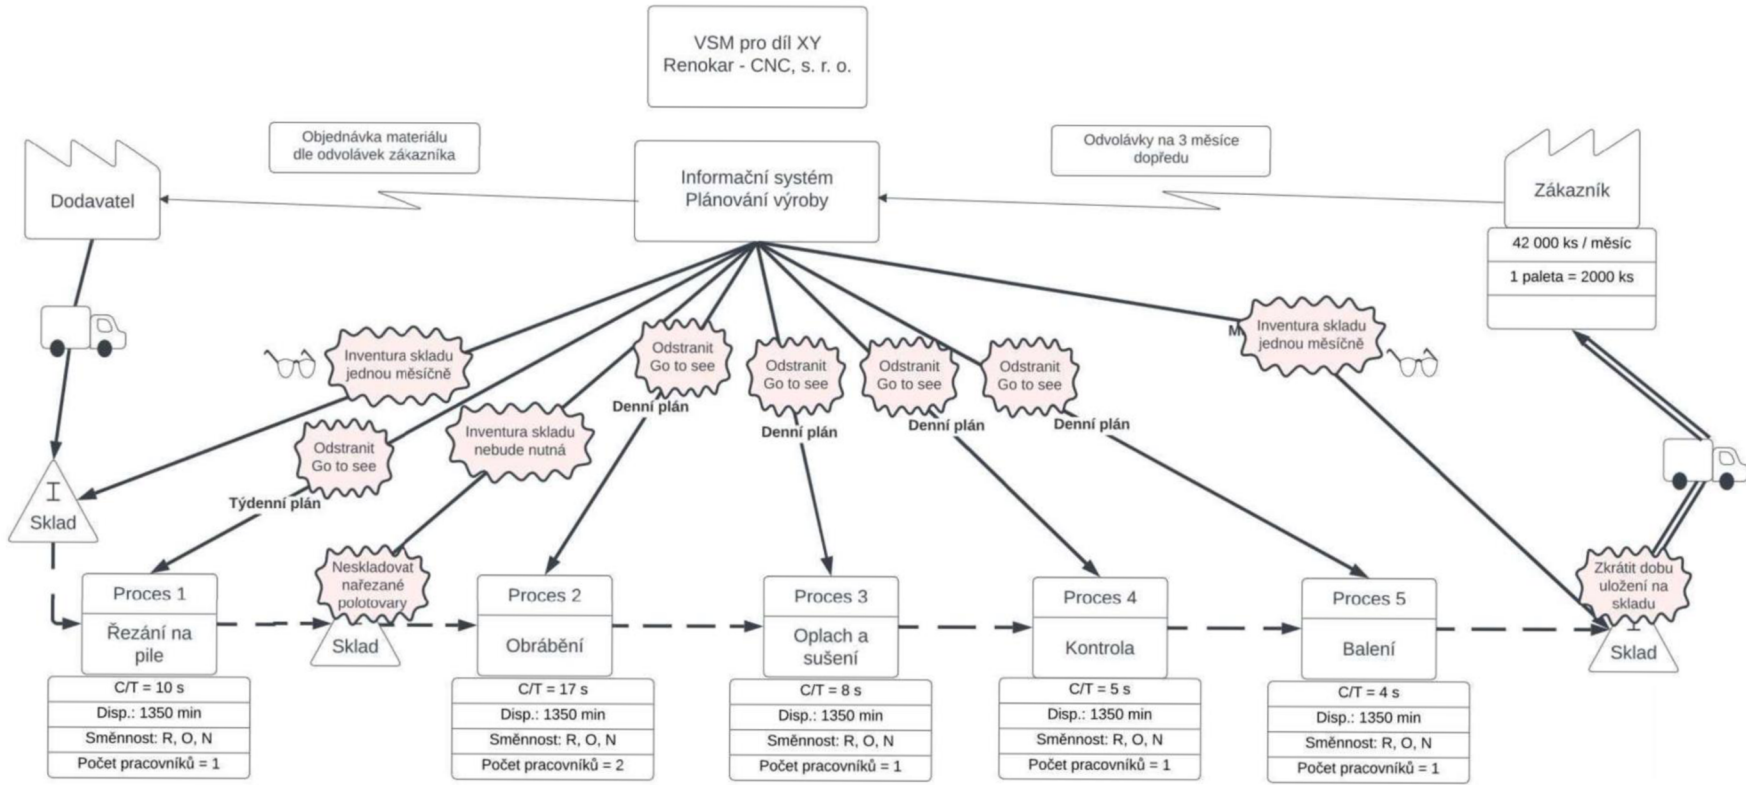 VSM pro díl XY
Renokar - CNC, s. r. o.
Objednávka materiálu
dle odvolávek zákazníka
Odvolávky na 3 měsíce
dopředu
Dodavatel
Informační systém
Plánování výroby
Zákazník
42 000 ks / měsíc
1 paleta = 2000 ks
Inventura skladu
jednou měsíčně
Odstranit
Go to see
Týdenní plán
Inventura skladu
nebude nutná
Odstranit
Go to see
Denní plán
Odstranit
Go to see
Denní plán
Odstranit
Go to see
Denní plán
Odstranit
Go to see
Denní plán
M
Inventura skladu
jednou měsíčně
I
Sklad
Neskladovat
nařezané
polotovary
Sklad
Zkrátit dobu
uložení na
skladu
I
Sklad
Proces 1
Řezání na
pile
C/T = 10 s
Disp.: 1350 min
Směnnost: R, O, N
Počet pracovníků = 1
Proces 2
Obrábění
C/T = 17 s
Disp.: 1350 min
Směnnost: R, O, N
Počet pracovníků = 2
Proces 3
Oplach a
sušení
C/T = 8 s
Disp.: 1350 min
Směnnost: R, O, N
Počet pracovníků = 1
Proces 4
Kontrola
C/T = 5 s
Disp.: 1350 min
Směnnost: R, O, N
Počet pracovníků = 1
Proces 5
Balení
C/T = 4 s
Disp.: 1350 min
Směnnost: R, O, N
Počet pracovníků = 1